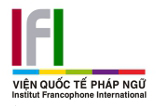 IFI
VIỆN QUỐC TẾ PHÁP NGỮ
Institut Francophone International